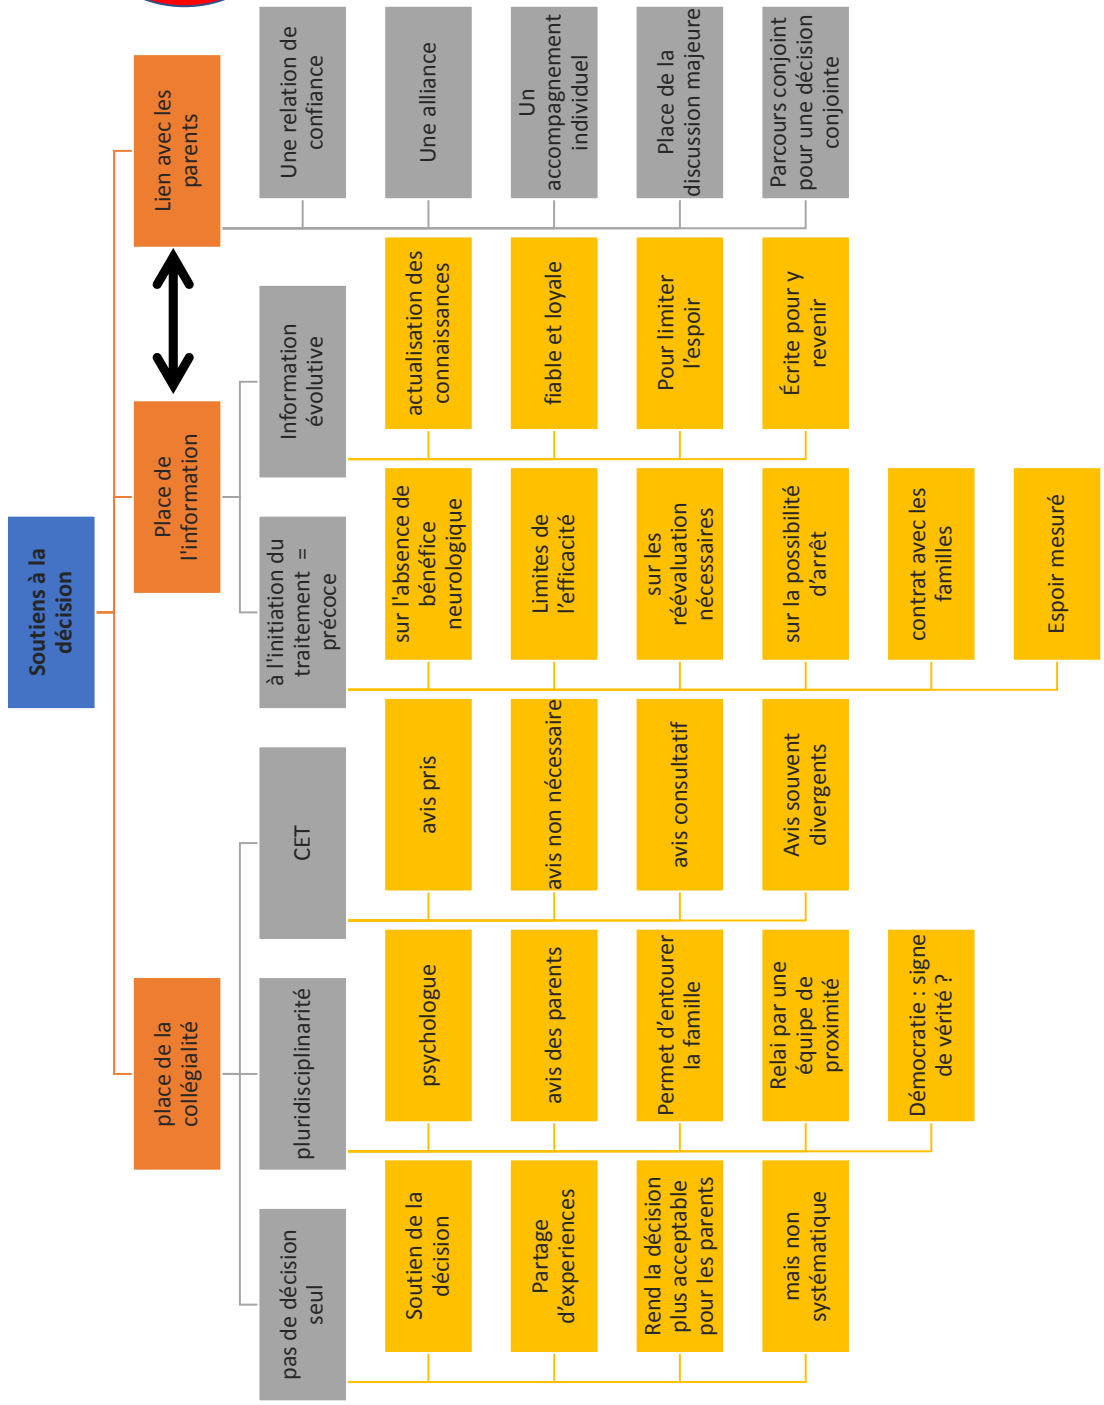 Soutiens à la
décision
place de la
collégialité
Place de
l'information
Lien avec les
parents
pas de décision
seul
pluridisciplinarité
CET
à l'initiation du
traitement =
précoce
Information
évolutive
Soutien de la
décision
Partage
d'experiences
Rend la décision
plus acceptable
pour les parents
mais non
systématique
psychologue
avis des parents
Permet d'entourer
la famille
Relai par une
équipe de
proximité
Démocratie : signe
de vérité ?
avis pris
avis non nécessaire
avis consultatif
Avis souvent
divergents
sur l'absence de
bénéfice
neurologique
Limites de
l'efficacité
sur les
réévaluation
nécessaires
sur la possibilité
d'arrêt
contrat avec les
familles
Espoir mesuré
actualisation des
connaissances
fiable et loyale
Pour limiter
l'espoir
Écrite pour y
revenir
Une relation de
confiance
Une alliance
Un
accompagnement
individuel
Place de la
discussion majeure
Parcours conjoint
pour une décision
conjointe